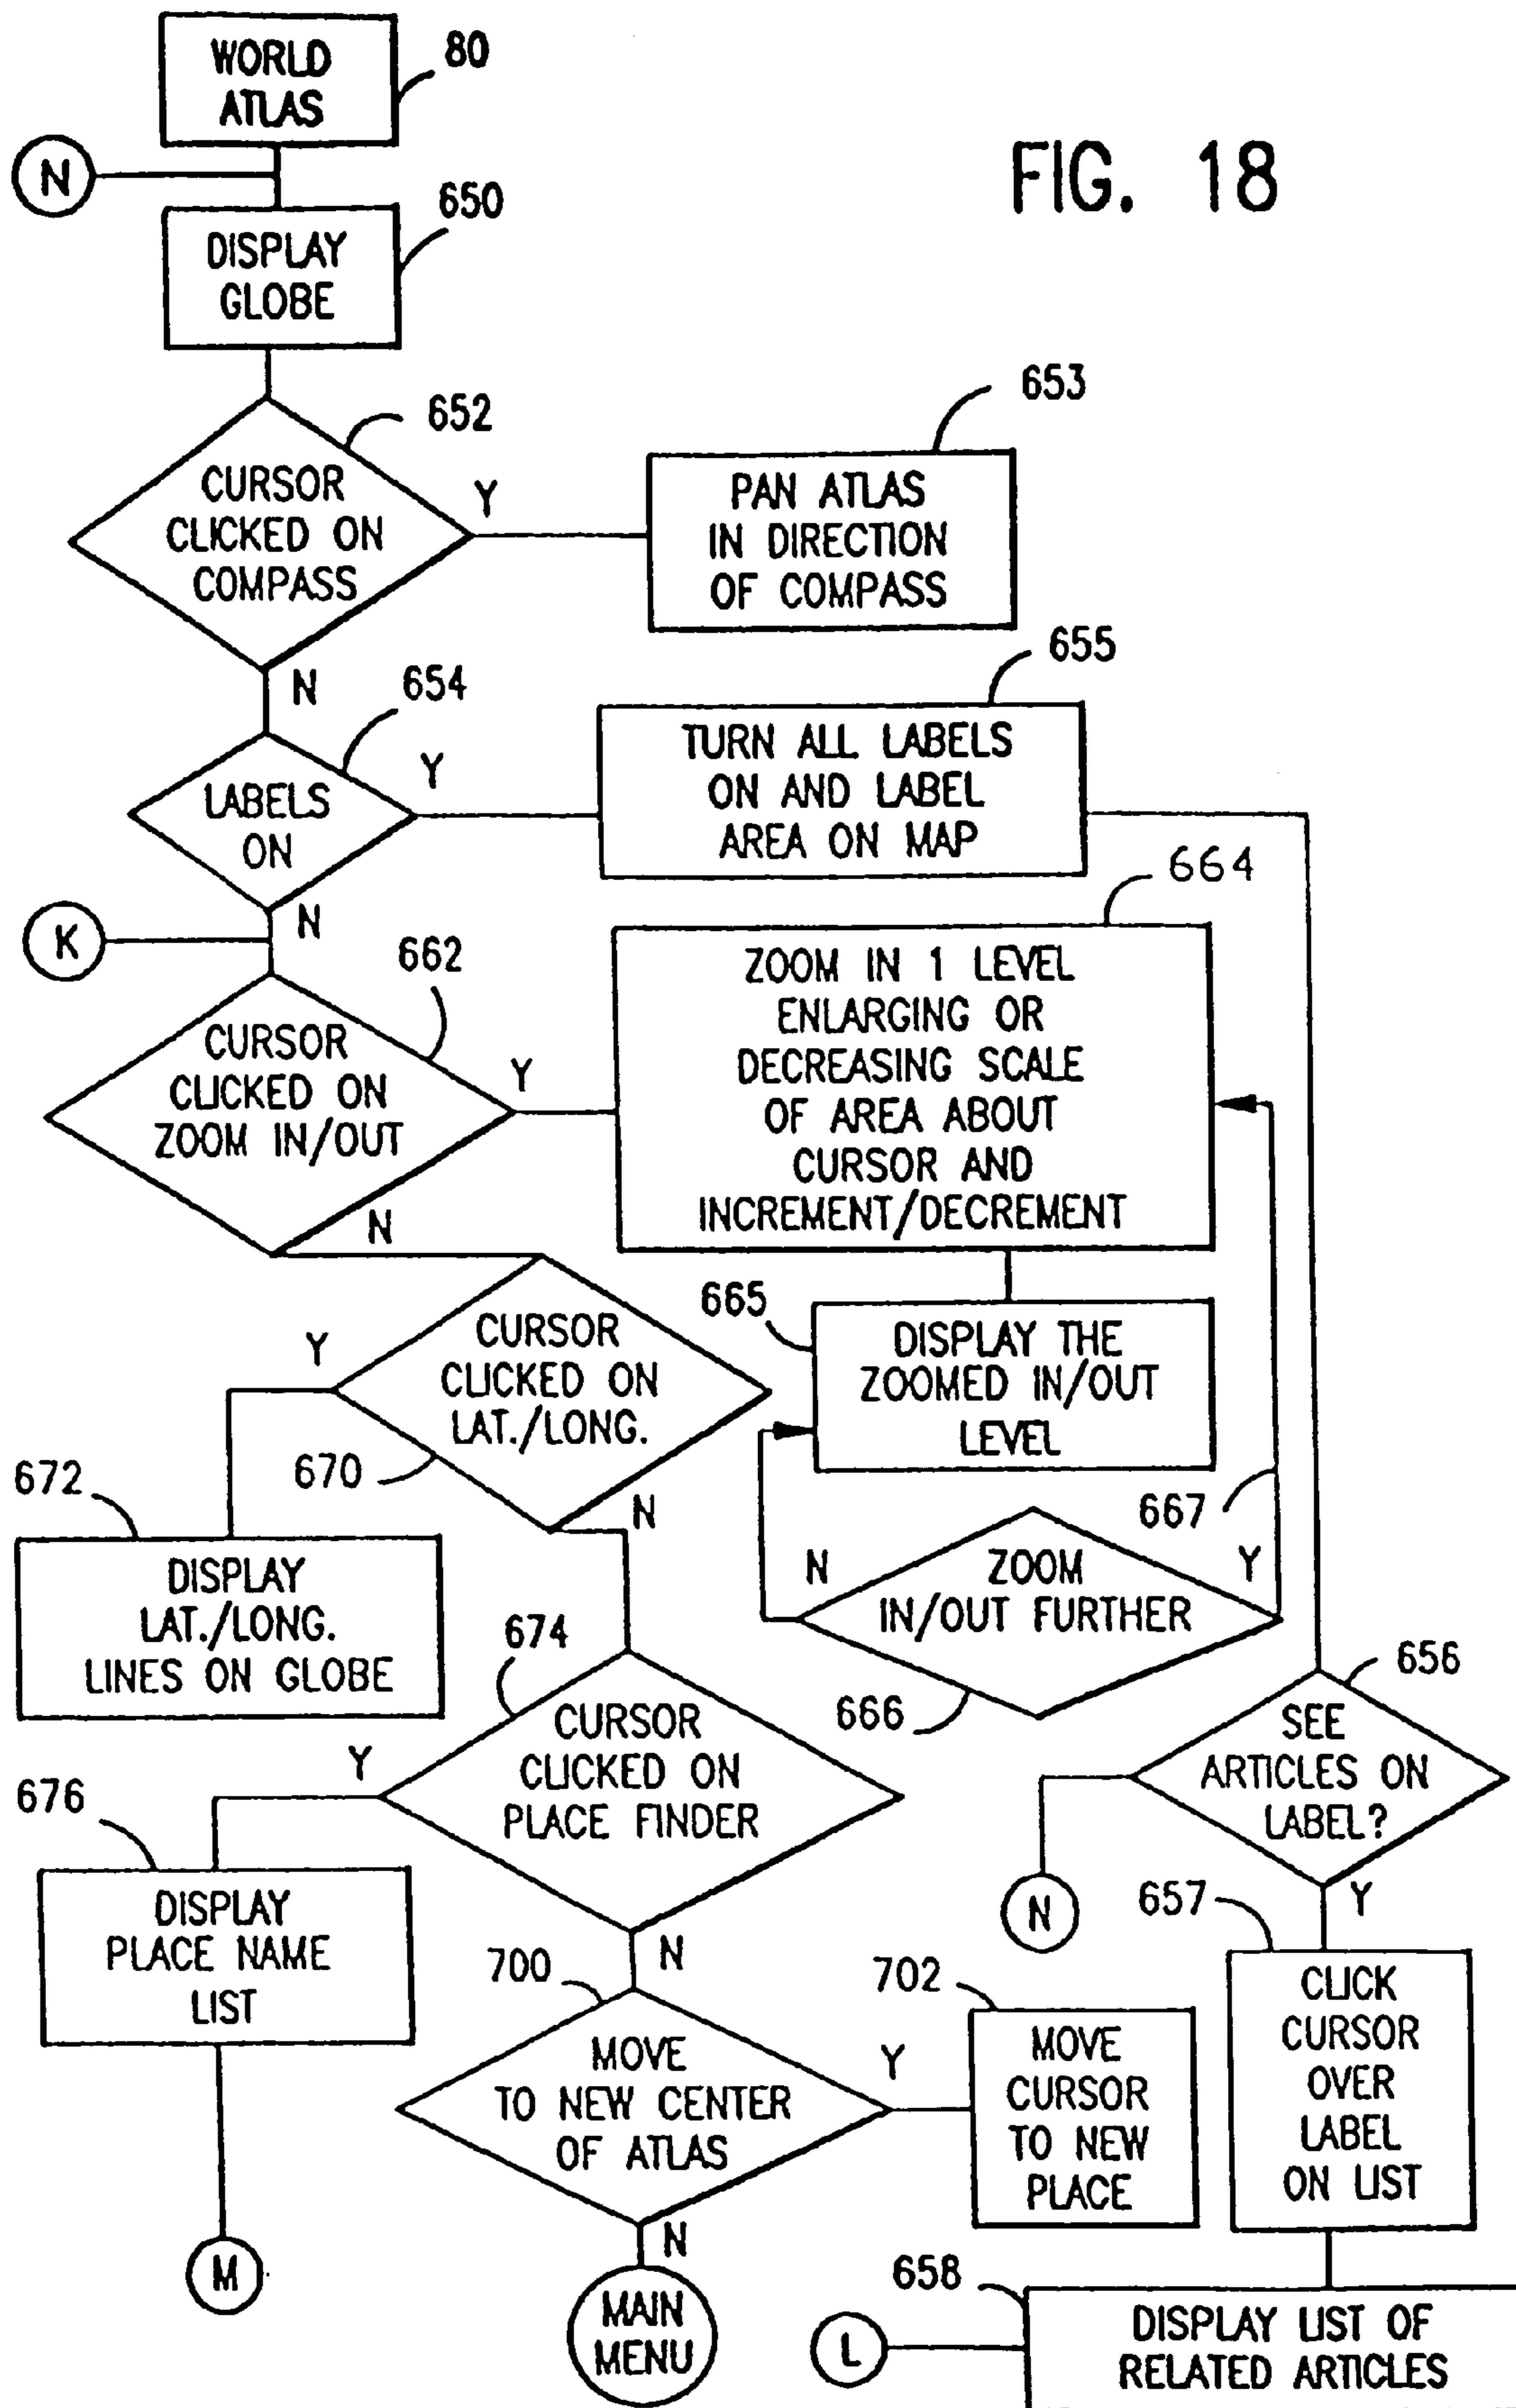 WORLD
ATLAS
80
FIG. 18
N
650
DISPLAY
GLOBE
652
653
CURSOR
CLICKED ON
COMPASS
Y
PAN ATLAS
IN DIRECTION
OF COMPASS
N
654
655
LABELS
ON
Y
TURN ALL LABELS
ON AND LABEL
AREA ON MAP
N
K
662
664
CURSOR
CLICKED ON
ZOOM IN/OUT
Y
ZOOM IN 1 LEVEL
ENLARGING OR
DECREASING SCALE
OF AREA ABOUT
CURSOR AND
INCREMENT/DECREMENT
N
665
DISPLAY THE
ZOOMED IN/OUT
LEVEL
Y
CURSOR
CLICKED ON
LAT./LONG.
670
N
667
672
DISPLAY
LAT./LONG.
LINES ON GLOBE
N
ZOOM
IN/OUT FURTHER
Y
666
674
CURSOR
CLICKED ON
PLACE FINDER
Y
656
SEE
ARTICLES ON
LABEL?
676
DISPLAY
PLACE NAME
LIST
N
N
Y
657
CLICK
CURSOR
OVER
LABEL
ON LIST
700
702
MOVE
TO NEW CENTER
OF ATLAS
Y
MOVE
CURSOR
TO NEW
PLACE
M
N
MAIN
MENU
658
L
DISPLAY LIST OF
RELATED ARTICLES